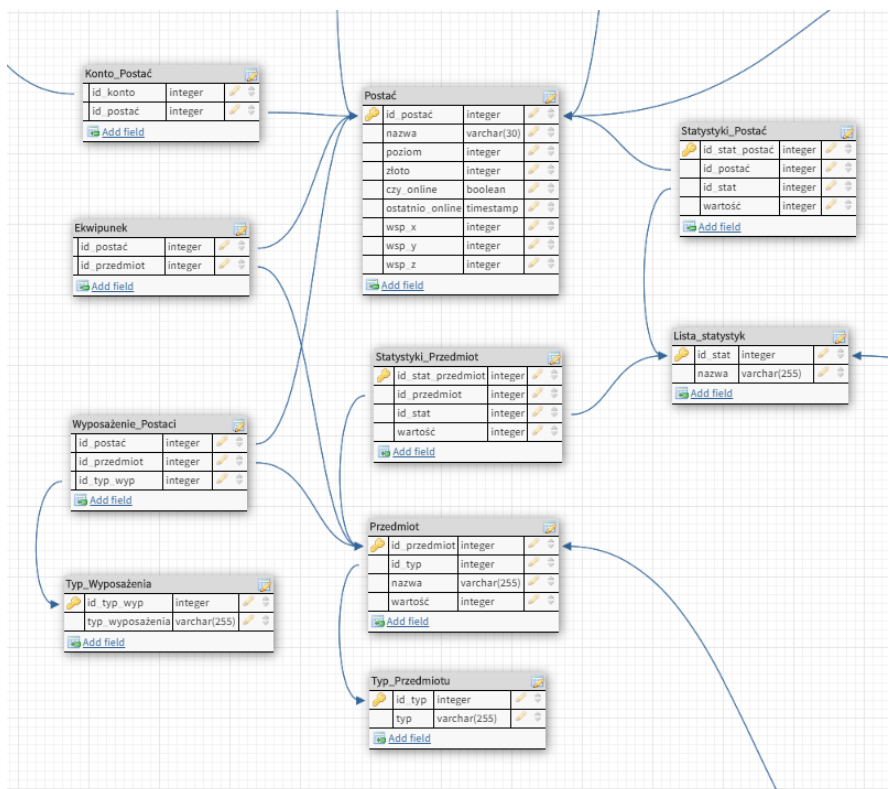 Konto_Postać
id_konto integer
id_postać integer
Add field
Postać
id_postać integer
nazwa varchar(30)
poziom integer
złoto integer
czy_online boolean
ostatnio_online timestamp
wsp_x integer
wsp_y integer
wsp_z integer
Add field
Statystyki_Postać
id_stat_postać integer
id_postać integer
id_stat integer
wartość integer
Add field
Ekwipunek
id_postać integer
id_przedmiot integer
Add field
Lista_statystyk
id_stat integer
nazwa varchar(255)
Add field
Statystyki_Przedmiot
id_stat_przedmiot integer
id_przedmiot integer
id_stat integer
wartość integer
Add field
Wyposażenie_Postaci
id_postać integer
id_przedmiot integer
id_typ_wyp integer
Add field
Przedmiot
id_przedmiot integer
id_typ integer
nazwa varchar(255)
wartość integer
Add field
Typ_Wyposażenia
id_typ_wyp integer
typ_wyposażenia varchar(255)
Add field
Typ_Przedmiotu
id_typ integer
typ varchar(255)
Add field